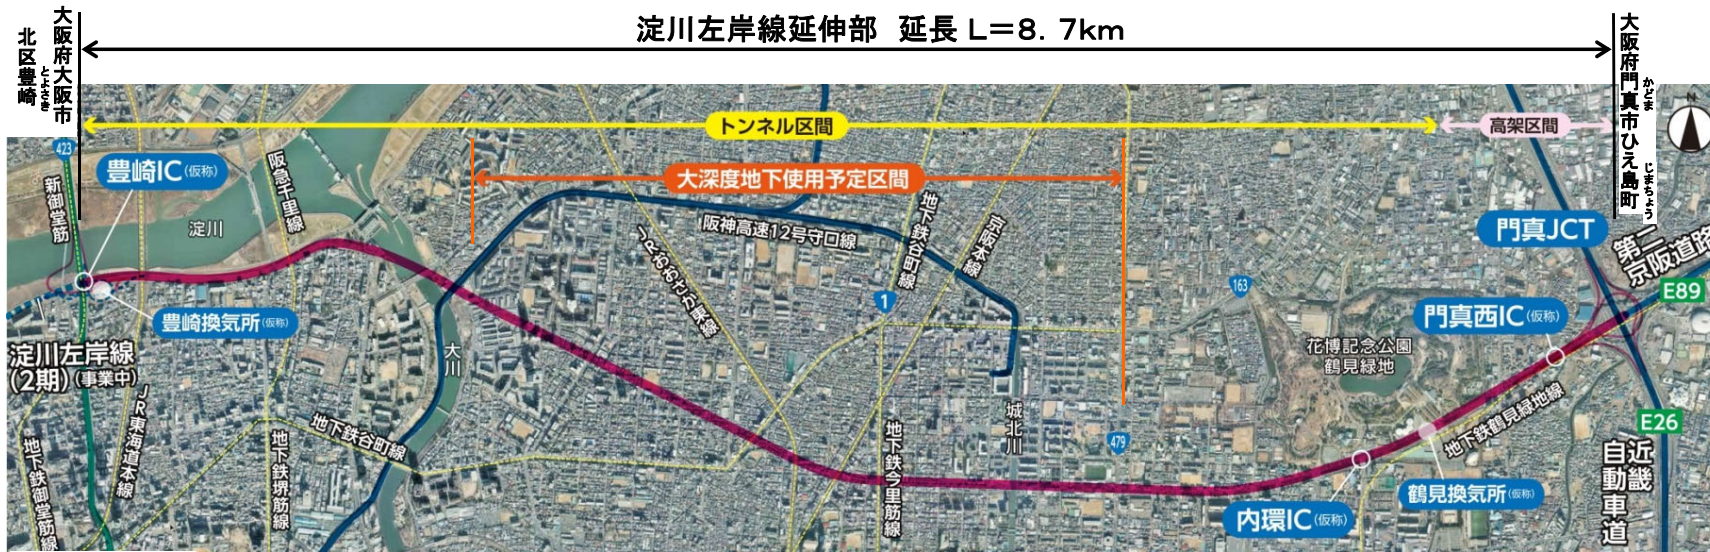 淀川左岸線延伸部 延長 L=8.7km
大阪府大阪市
北区豊崎
とよさき
大阪府門真市ひえ島町
かどま
じまちょう
トンネル区間
高架区間
大深度地下使用予定区間
N
423
新御堂筋
豊崎IC(仮称)
阪急千里線
淀川
豊崎換気所(仮称)
淀川左岸線
(2期)(事業中)
JR東海道本線
地下鉄御堂筋線
地下鉄堺筋線
地下鉄谷町線
大川
阪神高速12号守口線
JRおおさか東線
地下鉄谷町線
京阪本線
1
地下鉄今里筋線
城北川
479
163
花博記念公園
鶴見緑地
門真JCT
第二
京阪道路
E89
門真西IC(仮称)
地下鉄鶴見緑地線
E26
近畿
自動車道
鶴見換気所(仮称)
内環IC(仮称)